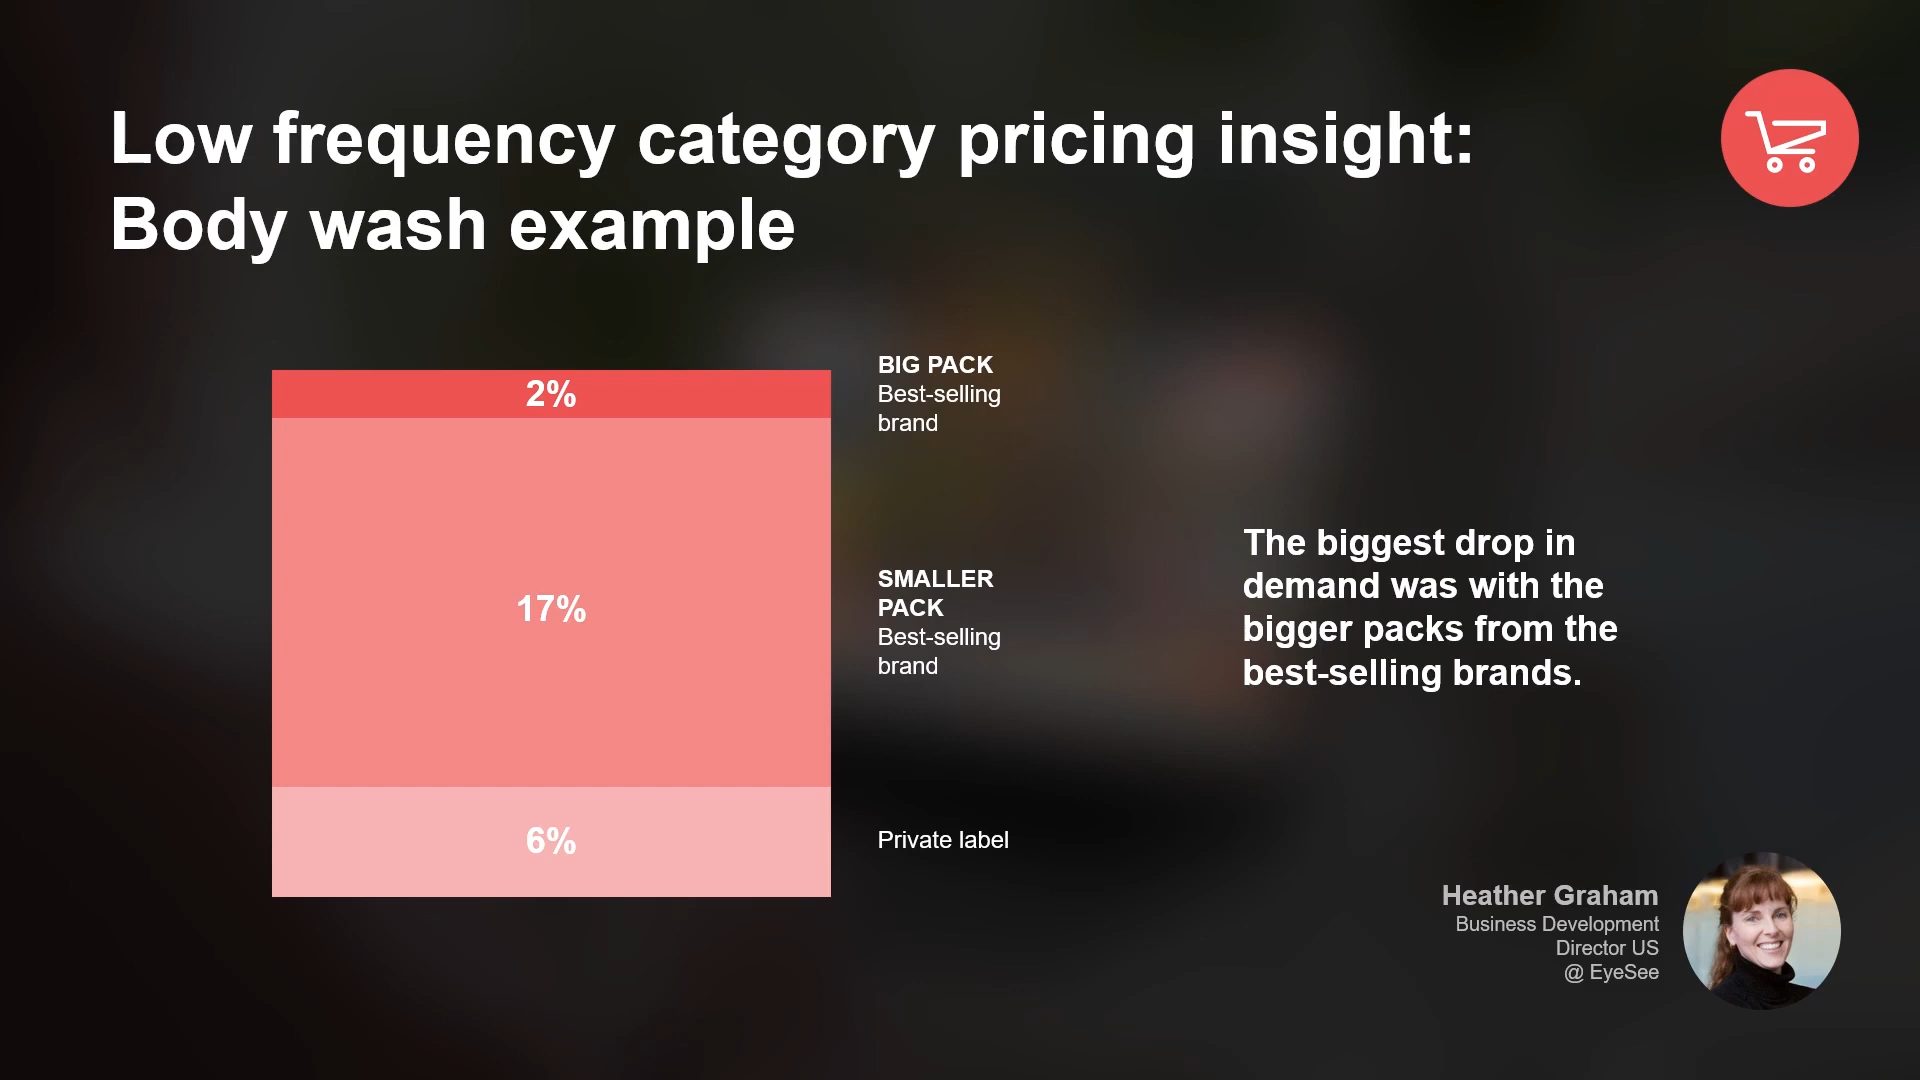 Low frequency category pricing insight:
Body wash example
2%
BIG PACK
Best-selling
brand
17%
SMALLER
PACK
Best-selling
brand
6%
Private label
The biggest drop in
demand was with the
bigger packs from the
best-selling brands.
Heather Graham
Business Development
Director US
@ EyeSee